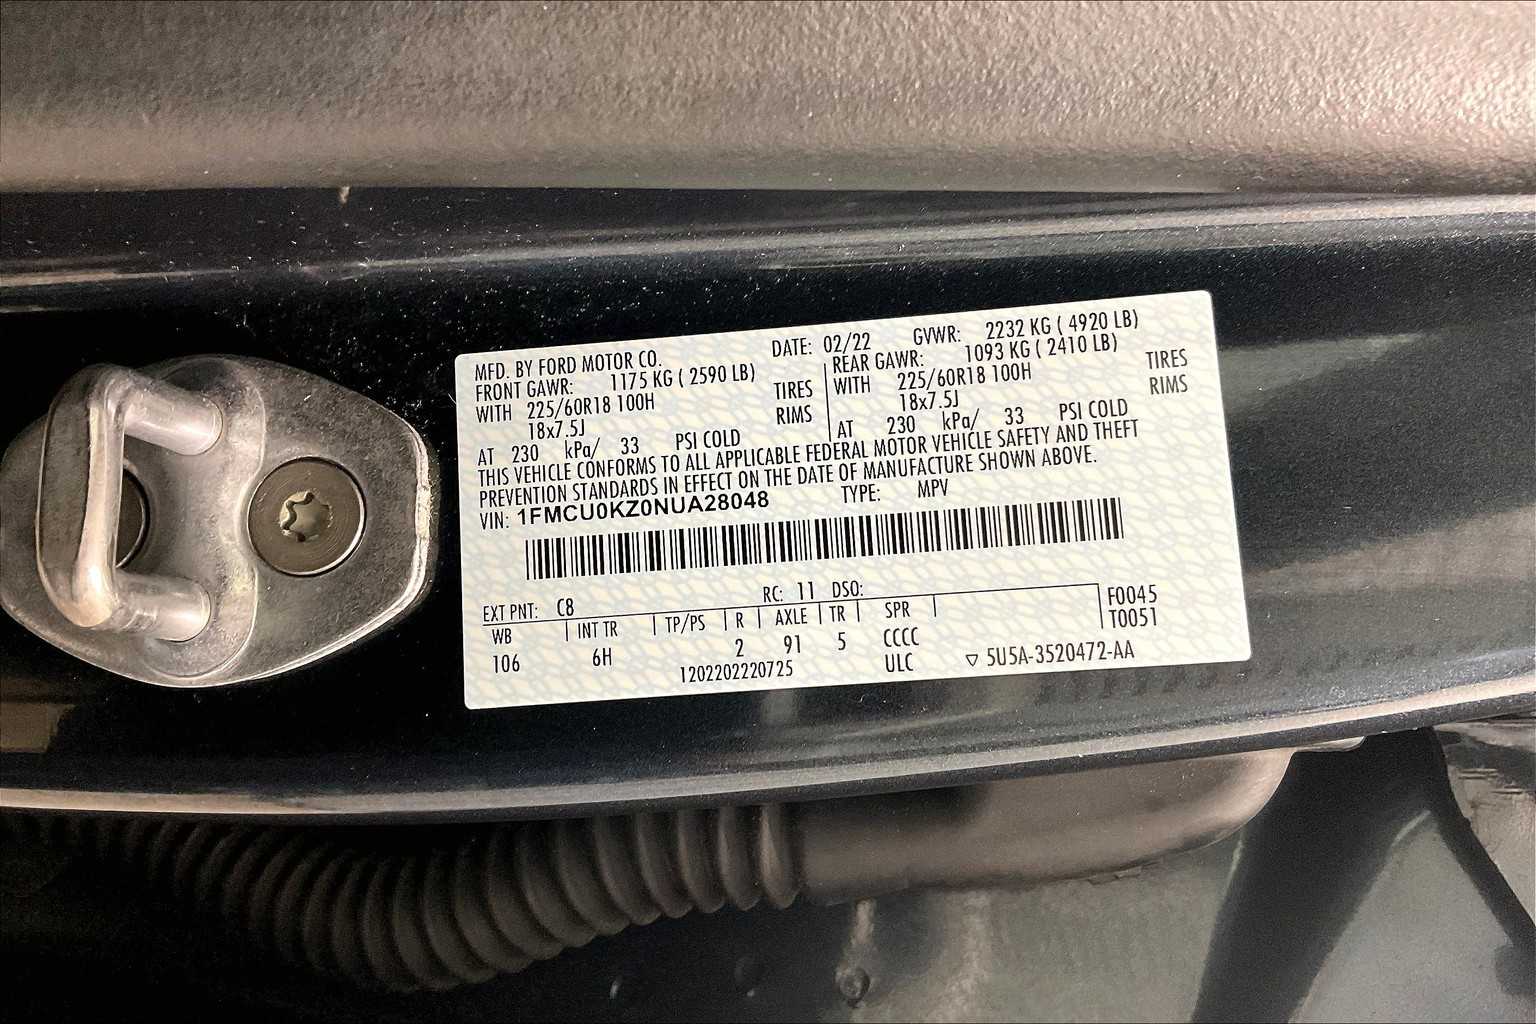 MFD. BY FORD MOTOR CO. DATE: 02/22 GVWR: 2232 KG ( 4920 LB)
FRONT GAWR: 1175 KG ( 2590 LB) REAR GAWR: 1093 KG ( 2410 LB)
WITH 225/60R18 100H TIRES WITH 225/60R18 100H TIRES
18x7.5J RIMS 18x7.5J RIMS
AT 230 kPa/ 33 PSI COLD AT 230 kPa/ 33 PSI COLD
THIS VEHICLE CONFORMS TO ALL APPLICABLE FEDERAL MOTOR VEHICLE SAFETY AND THEFT
PREVENTION STANDARDS IN EFFECT ON THE DATE OF MANUFACTURE SHOWN ABOVE.
VIN: 1FMCU0KZ0NUA28048 TYPE: MPV
EXT PNT: C8 RC: 11 DSO: F0045
WB INT TR TP/PS R AXLE TR SPR T0051
106 6H 2 91 5 CCCC
1202202220725 ULC ▽ 5U5A-3520472-AA